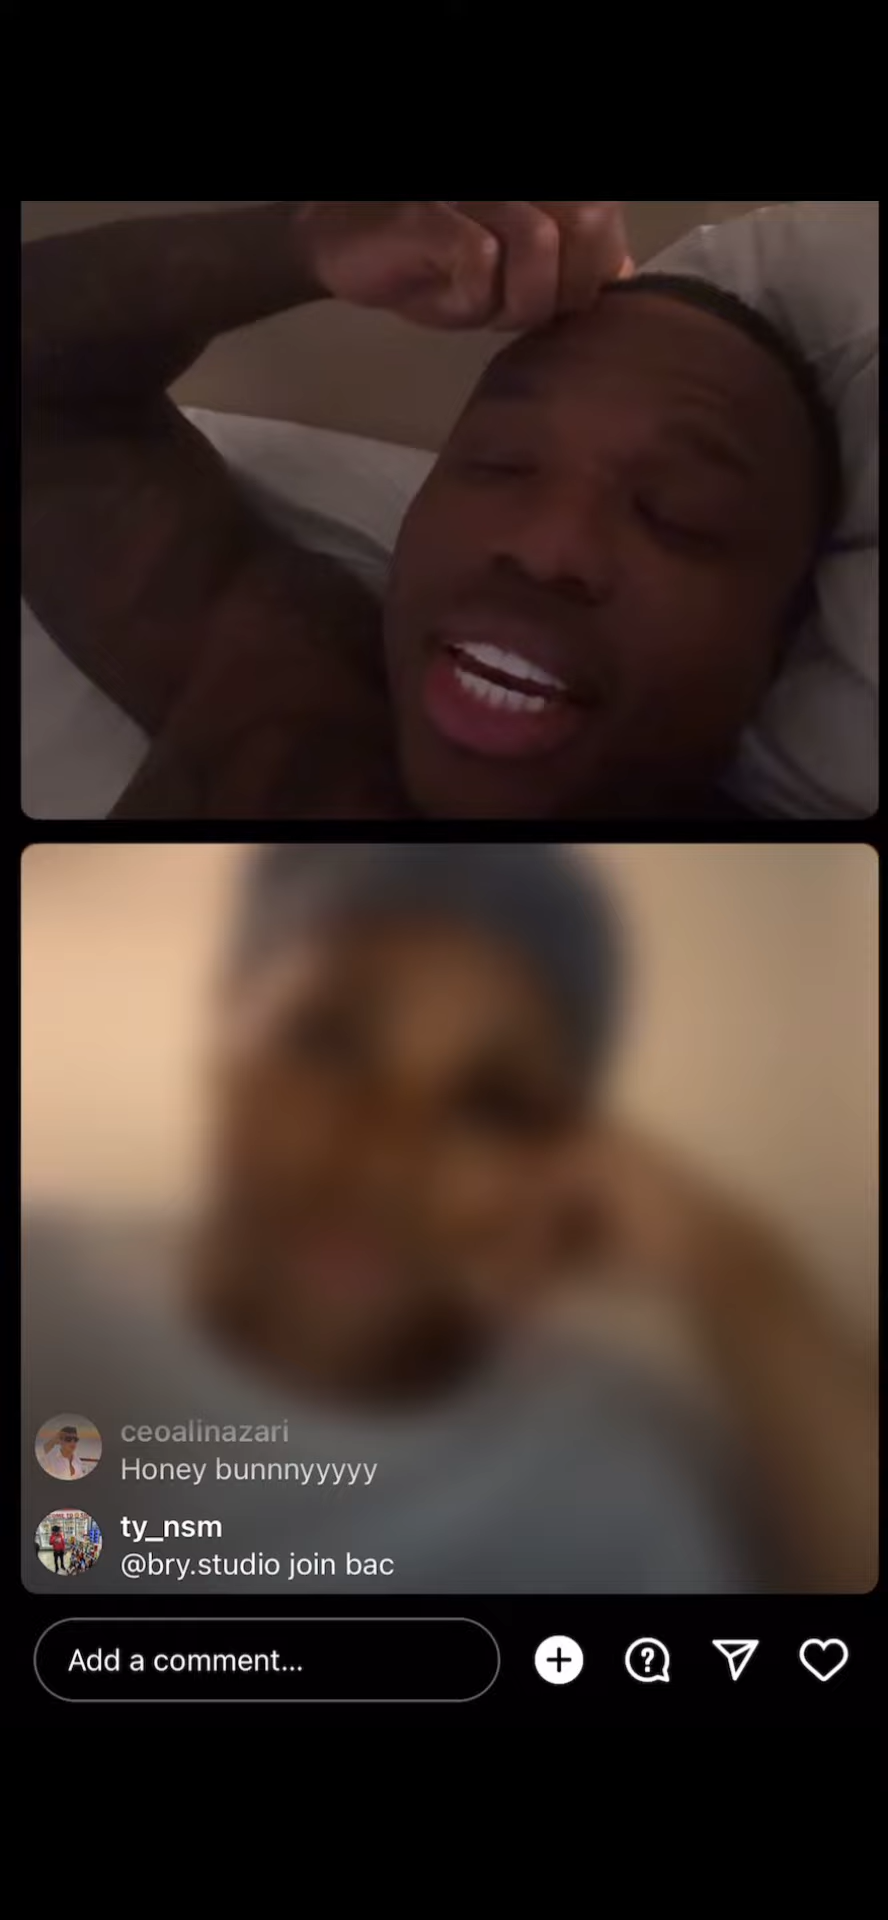 ceoalinazari
Honey bunnnyyyyy
ty_nsm
@bry.studio join bac
Add a comment...